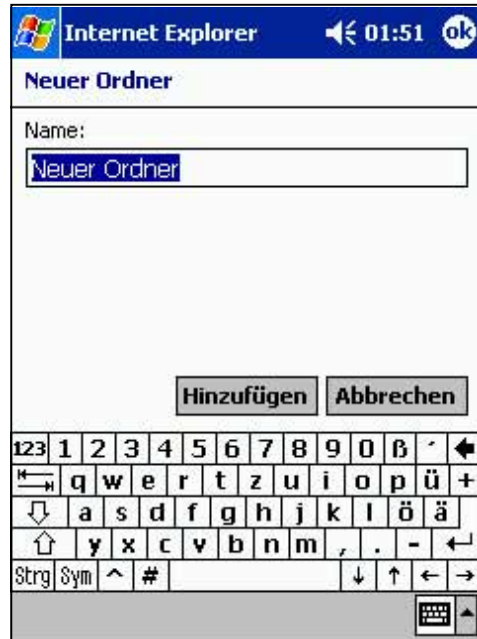 Internet Explorer 01:51 ok
Neuer Ordner
Name:
Neuer Ordner
Hinzufügen Abbrechen
123 1 2 3 4 5 6 7 8 9 0 ß ´
q w e r t z u i o p ü +
a s d f g h j k l ö ä
y x c v b n m , . -
Strg Sym ^ # ↓ ↑ ← →